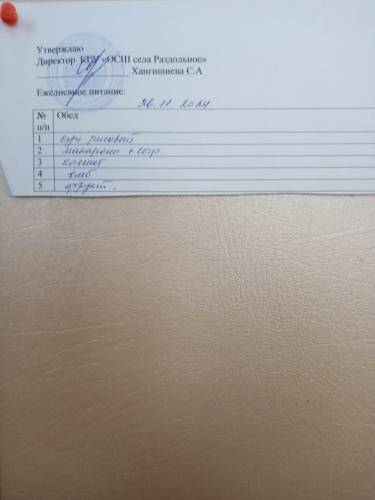 Утверждаю
Директор КГУ «ОСШ села Раздольное»
Хангишиева С.А
Ежедневное питание:
26.11 2024
№ п/п Обед
1 суп рисовый
2 макароны + сыр
3 компот
4 хлеб
5 фрукт.